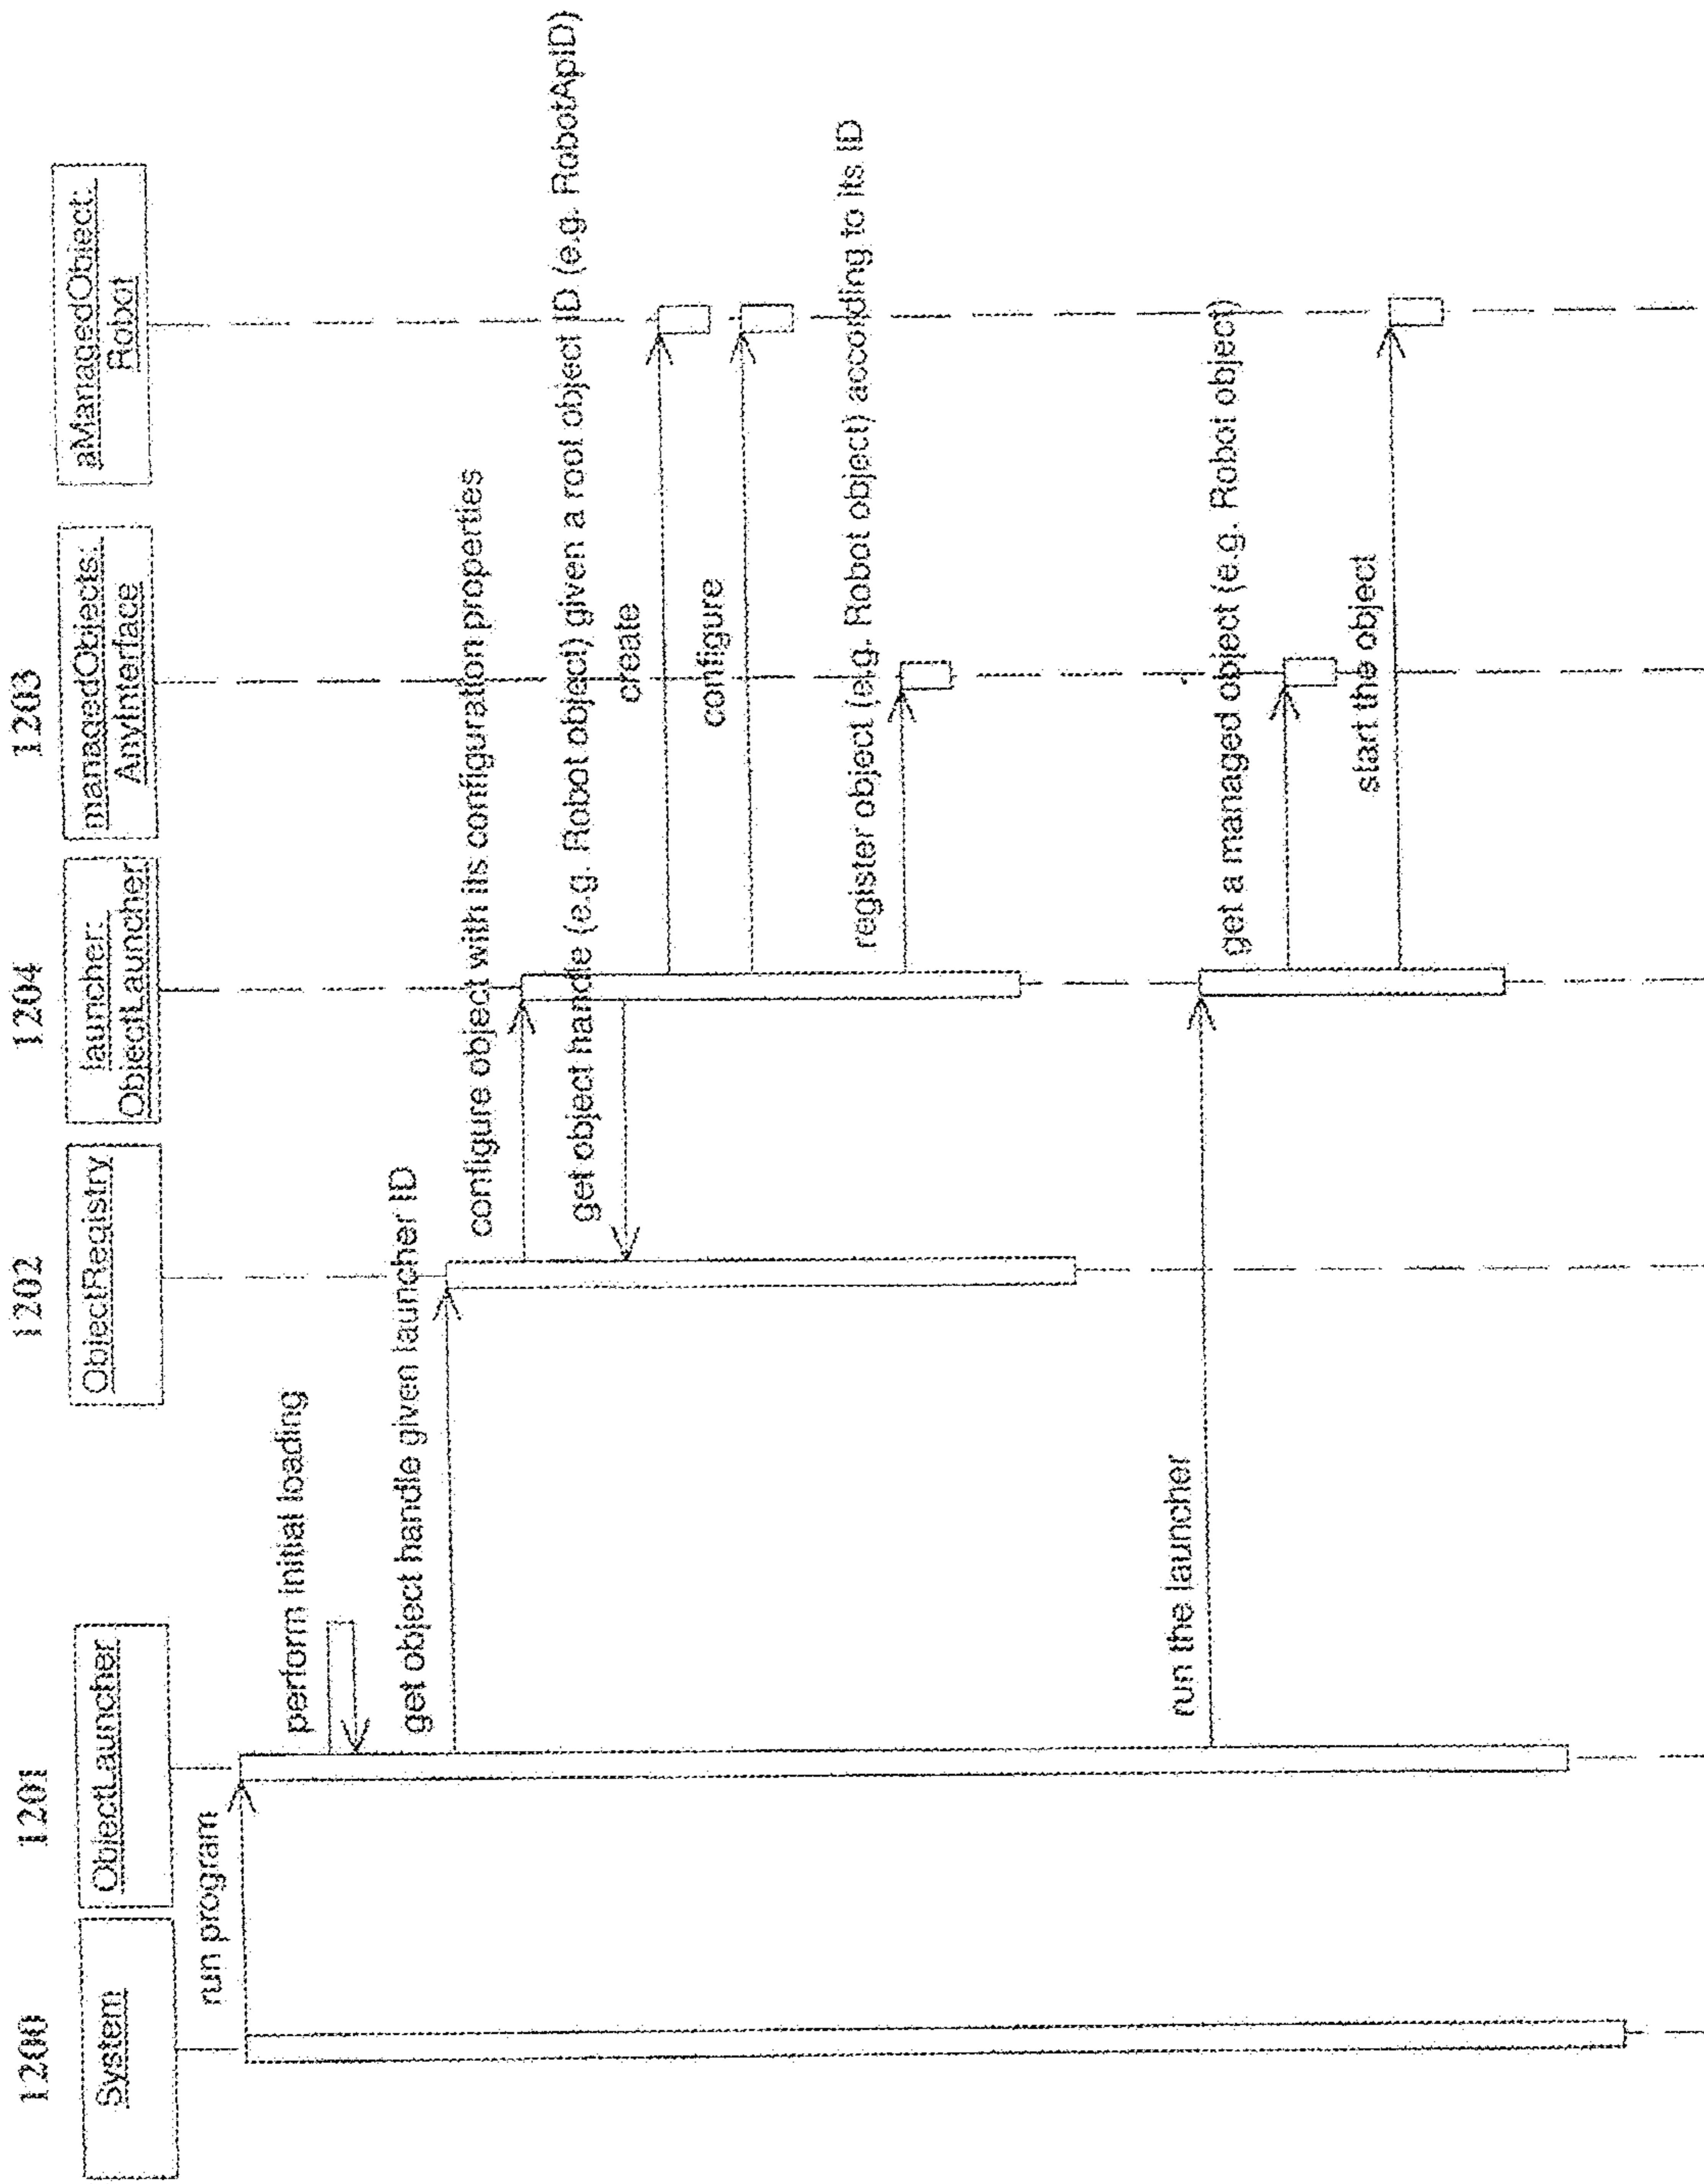 1200
1201
1202
1204
1203
System
ObjectLauncher
ObjectRegistry
launcher:
ObjectLauncher
managedObjects:
AnyInterface
aManagedObject:
Robot
run program
perform initial loading
get object handle given launcher ID
configure object with its configuration properties
get object handle (e.g. Robot object) given a root object ID (e.g. RobotApiID)
create
configure
register object (e.g. Robot object) according to its ID
run the launcher
get a managed object (e.g. Robot object)
start the object